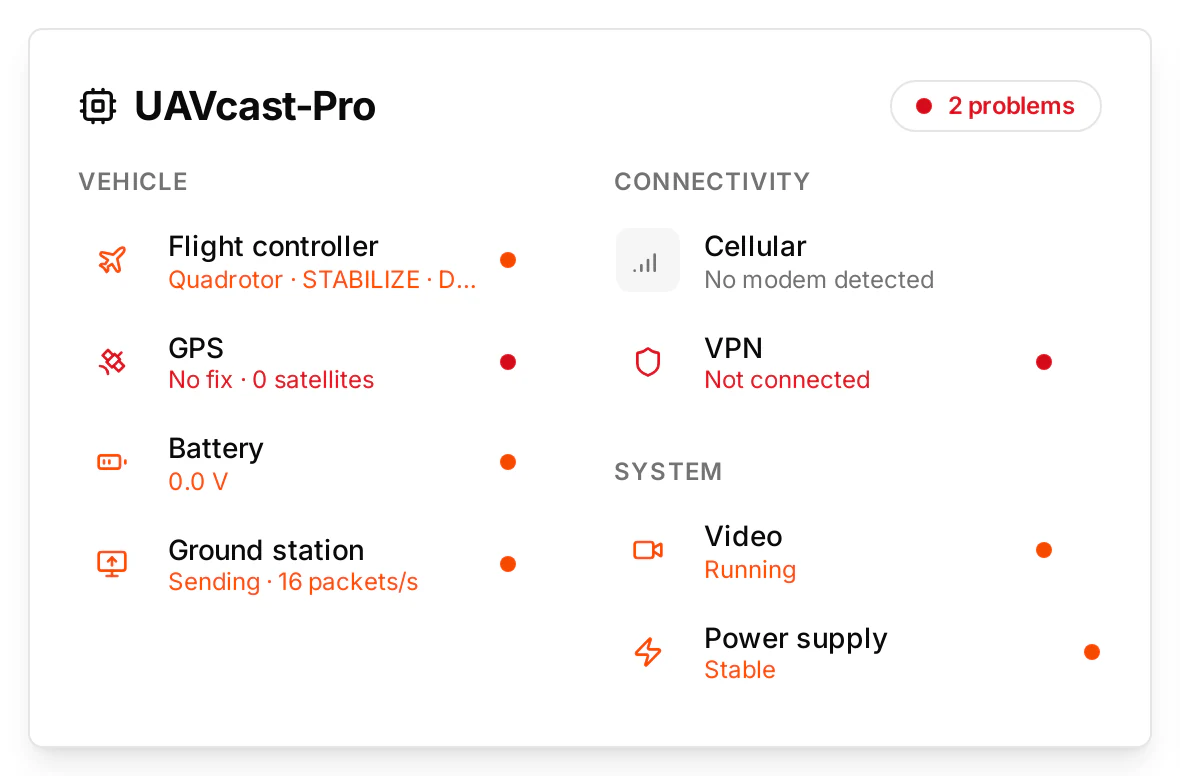 UAVcast-Pro
2 problems
VEHICLE
Flight controller
Quadrotor · STABILIZE · D...
GPS
No fix · 0 satellites
Battery
0.0 V
Ground station
Sending · 16 packets/s
CONNECTIVITY
Cellular
No modem detected
VPN
Not connected
SYSTEM
Video
Running
Power supply
Stable